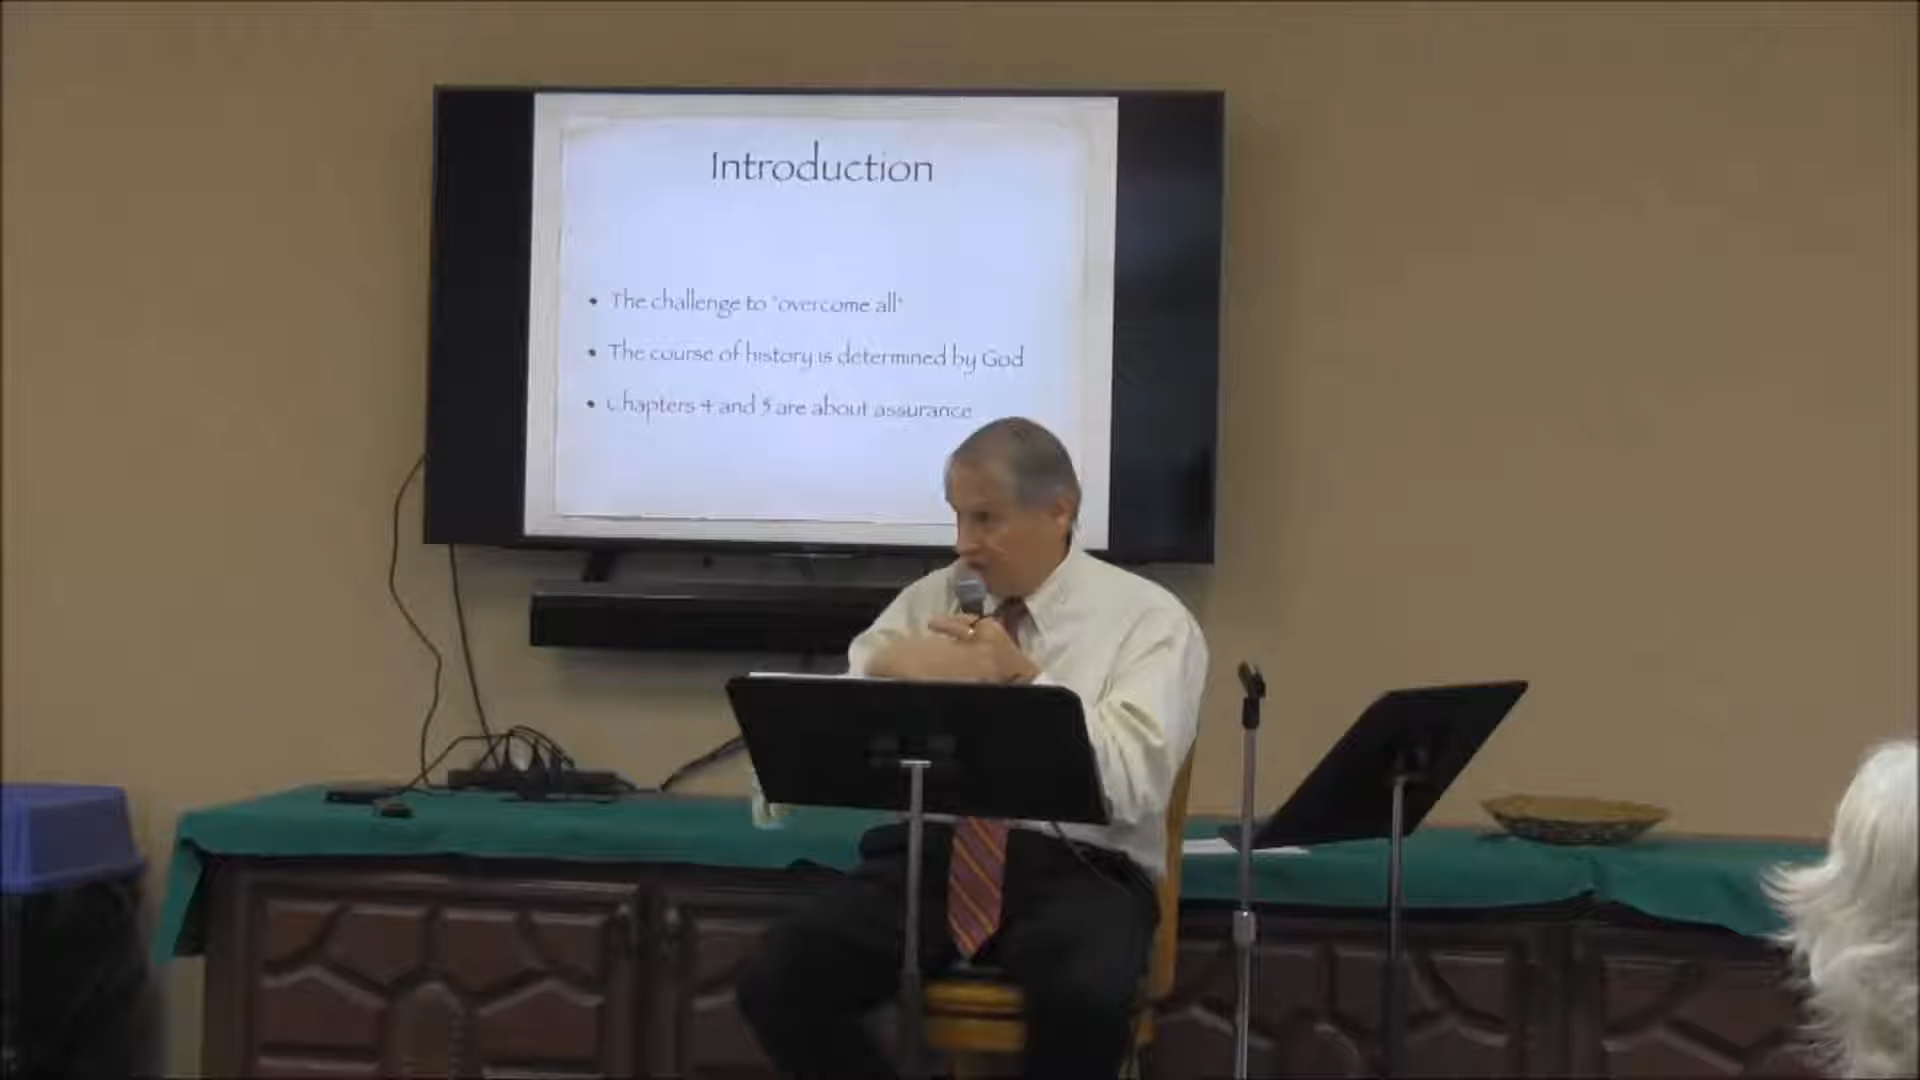 Introduction
• The challenge to "overcome all"
• The course of history is determined by God
• Chapters 4 and 5 are about assurance